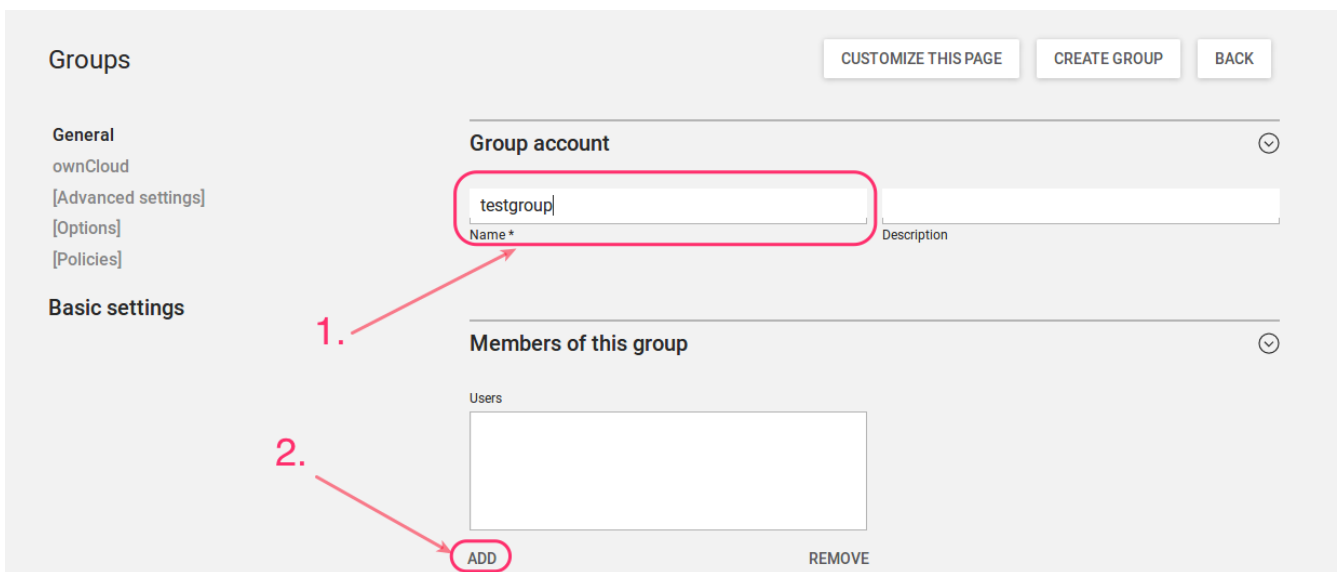 Groups
CUSTOMIZE THIS PAGE
CREATE GROUP
BACK
General
ownCloud
[Advanced settings]
[Options]
[Policies]
Basic settings
Group account
testgroup
Name *
Description
1.
Members of this group
Users
2.
ADD
REMOVE